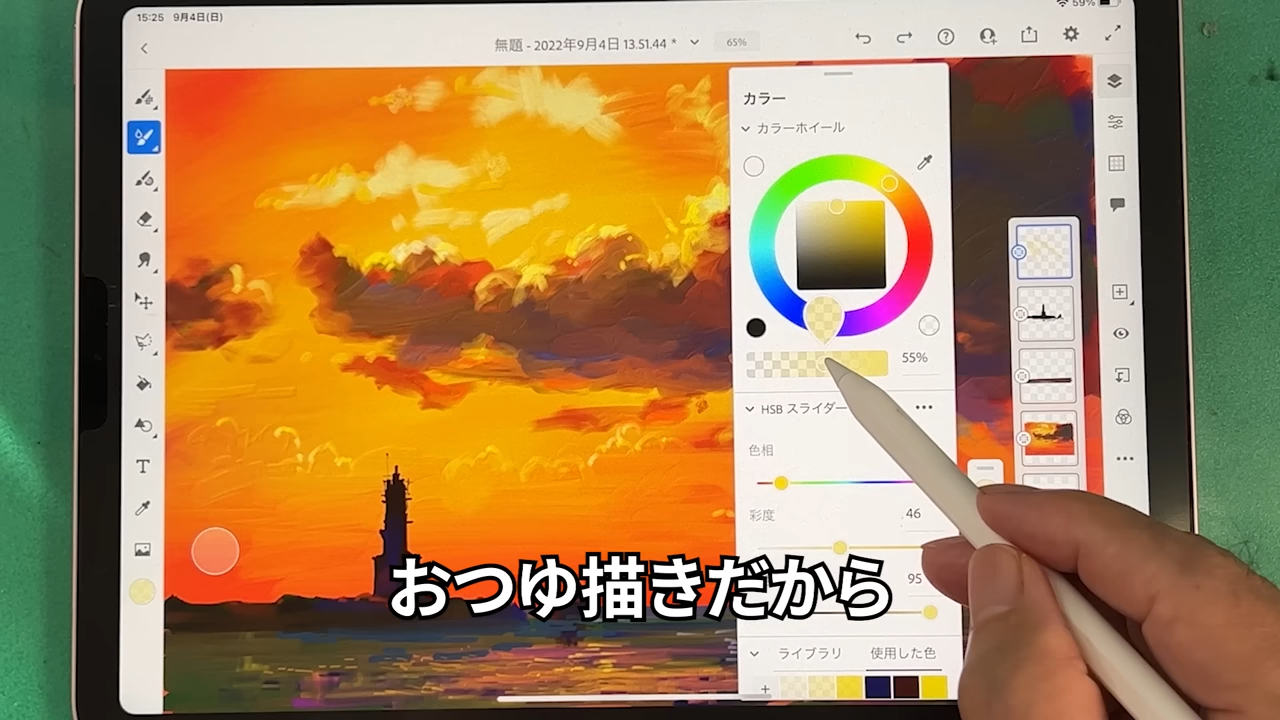 15:25 9月4日(日)
59%
無題 - 2022年9月4日 13.51.44 *
65%
カラー
カラーホイール
55%
HSB スライダー
色相
彩度
46
95
T
ライブラリ
使用した色
おつゆ描きだから